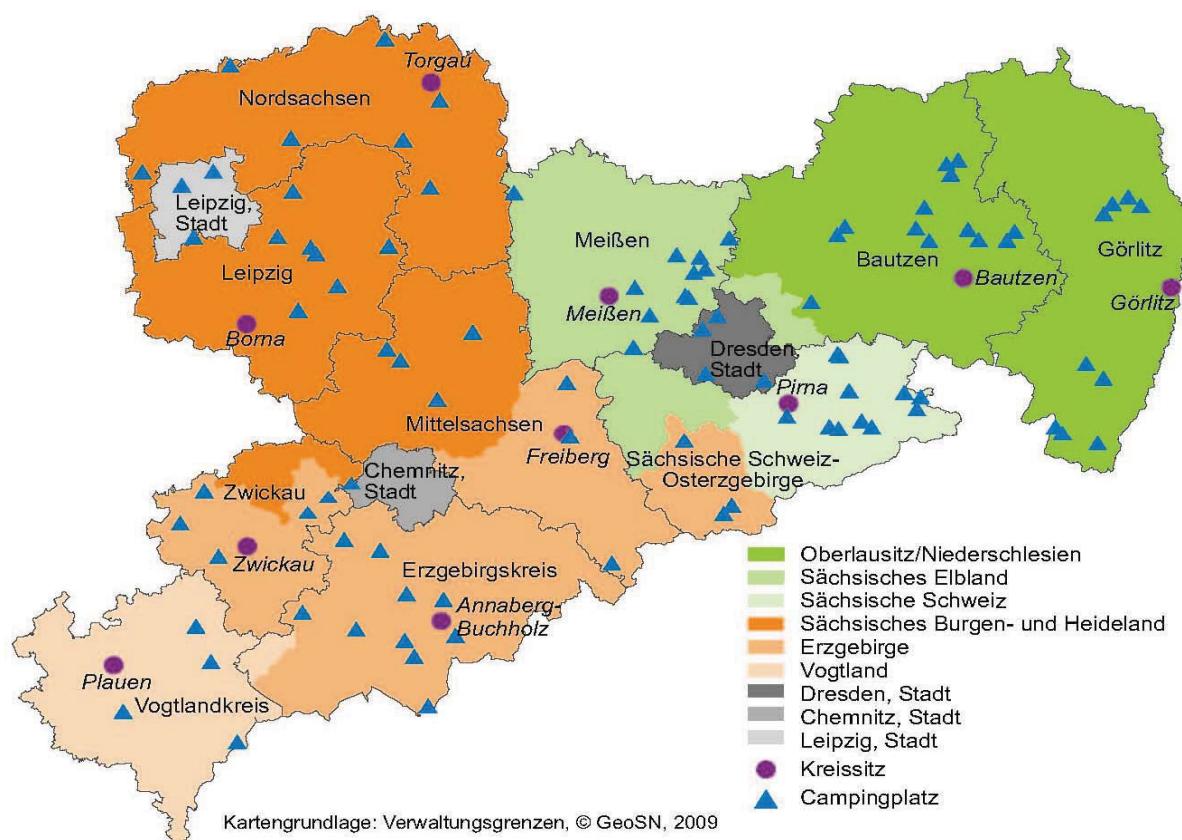 Torgau
Nordsachsen
Leipzig,
Stadt
Meißen
Görlitz
Leipzig
Bautzen
Bautzen
Görlitz
Meißen
Borna
Dresden
Stadt
Pirna
Mittelsachsen
Freiberg
Sächsische Schweiz-
Osterzgebirge
Chemnitz,
Stadt
Zwickau
Zwickau
Erzgebirgskreis
Annaberg-
Buchholz
Plauen
Vogtlandkreis
Oberlausitz/Niederschlesien
Sächsisches Elbland
Sächsische Schweiz
Sächsisches Burgen- und Heideland
Erzgebirge
Vogtland
Dresden, Stadt
Chemnitz, Stadt
Leipzig, Stadt
Kreissitz
Campingplatz
Kartengrundlage: Verwaltungsgrenzen, © GeoSN, 2009